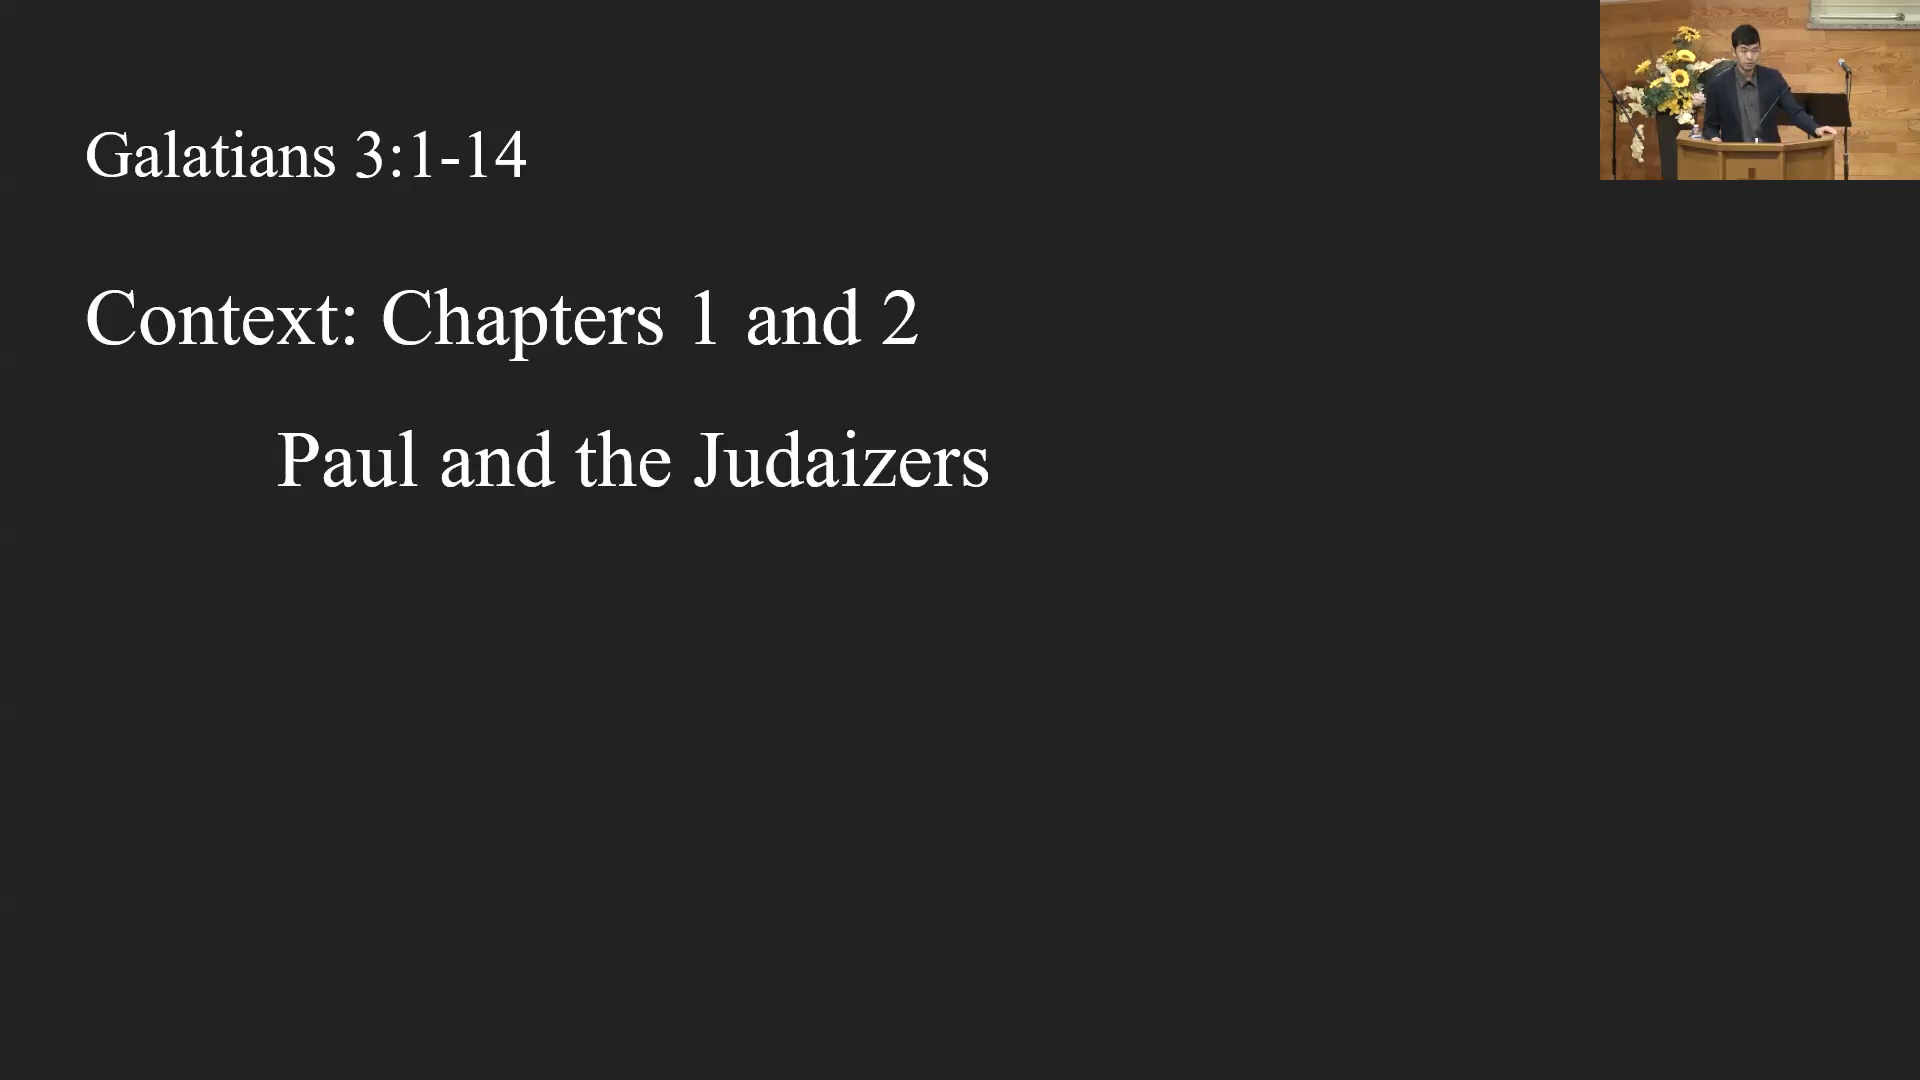 Galatians 3:1-14
Context: Chapters 1 and 2
Paul and the Judaizers